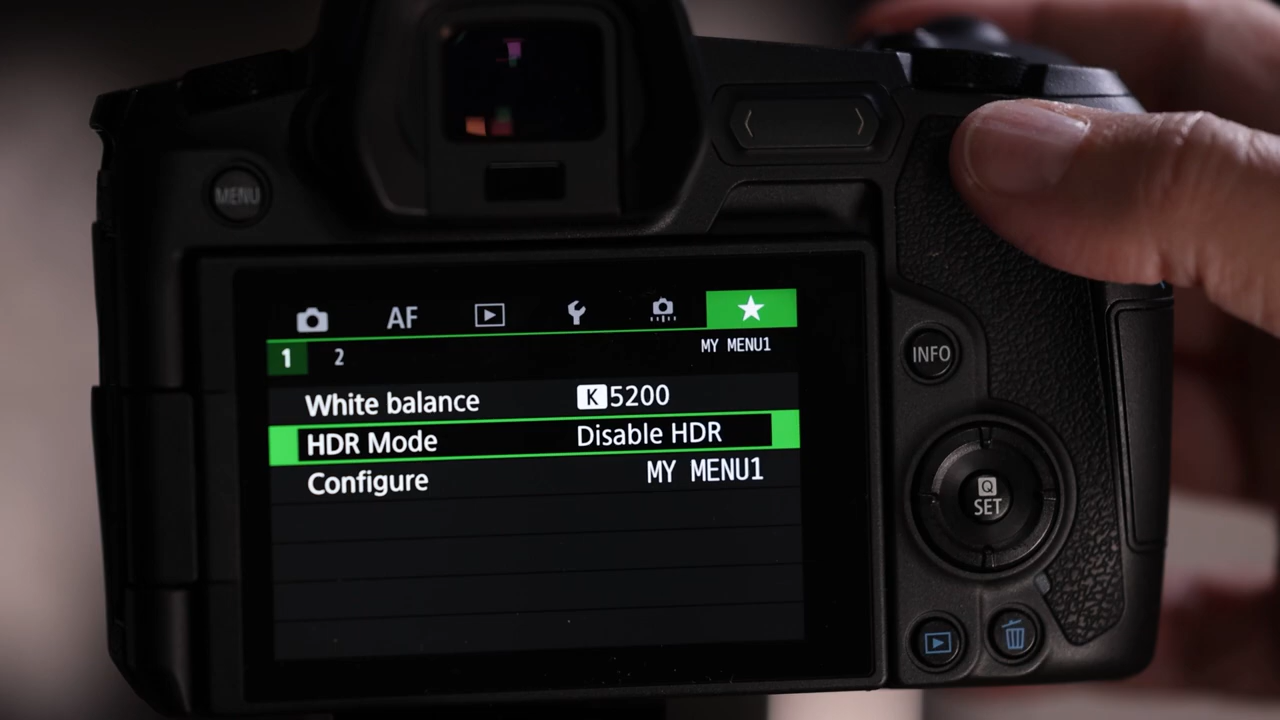 MENU
AF
1 2 MY MENU1
White balance K 5200
HDR Mode Disable HDR
Configure MY MENU1
INFO
Q
SET